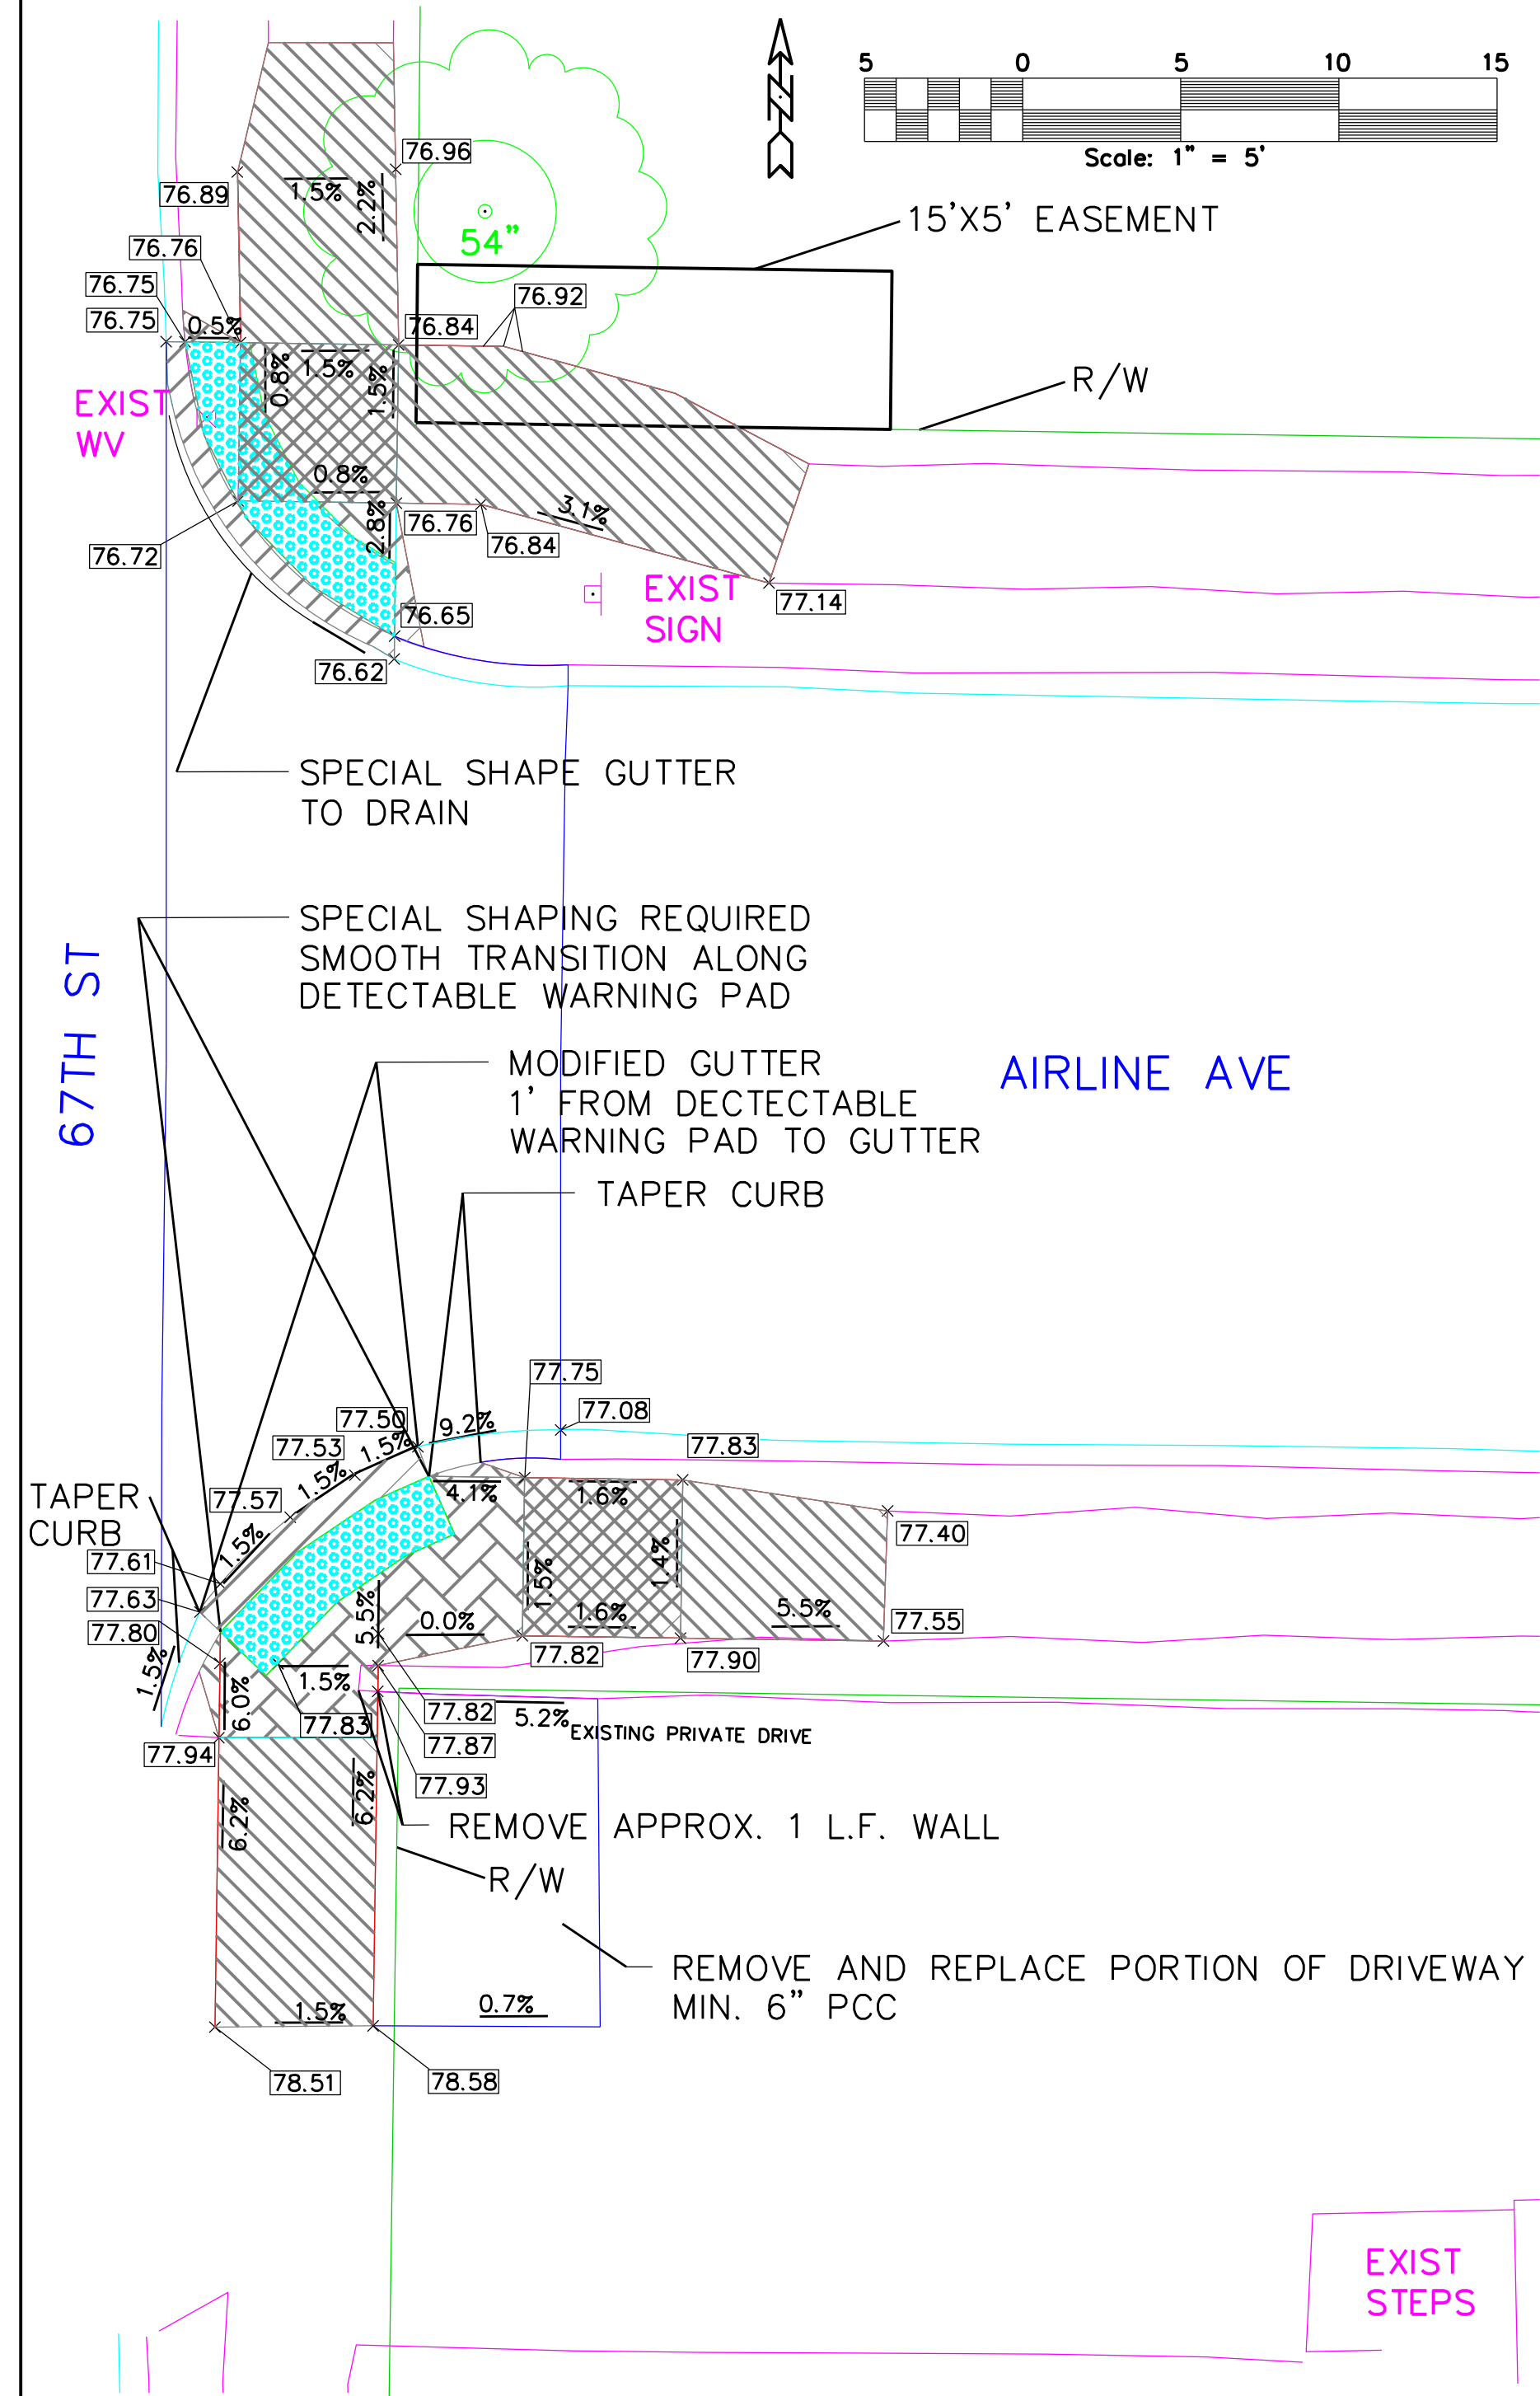 5 0 5 10 15
Scale: 1" = 5'
76.96
76.89
1.5%
2.2%
54"
15'X5' EASEMENT
76.76
76.75
76.75
0.5%
76.92
76.84
0.8%
1.5%
1.5%
R/W
EXIST
WV
0.8%
2.8%
76.76
3.1%
76.84
76.72
EXIST
SIGN
77.14
76.65
76.62
SPECIAL SHAPE GUTTER
TO DRAIN
SPECIAL SHAPING REQUIRED
SMOOTH TRANSITION ALONG
DETECTABLE WARNING PAD
67TH ST
MODIFIED GUTTER
1' FROM DECTECTABLE
WARNING PAD TO GUTTER
AIRLINE AVE
TAPER CURB
77.75
77.08
77.50
9.2%
77.83
77.53
1.5%
1.5%
4.1%
1.6%
77.57
TAPER
CURB
1.5%
77.40
77.61
1.5%
1.4%
77.63
5.5%
0.0%
1.6%
5.5%
77.55
77.80
77.82
77.90
1.5%
6.0%
1.5%
77.83
77.82
5.2%
EXISTING PRIVATE DRIVE
77.87
77.94
77.93
6.2%
6.2%
REMOVE APPROX. 1 L.F. WALL
R/W
REMOVE AND REPLACE PORTION OF DRIVEWAY
MIN. 6" PCC
1.5%
0.7%
78.51
78.58
EXIST
STEPS